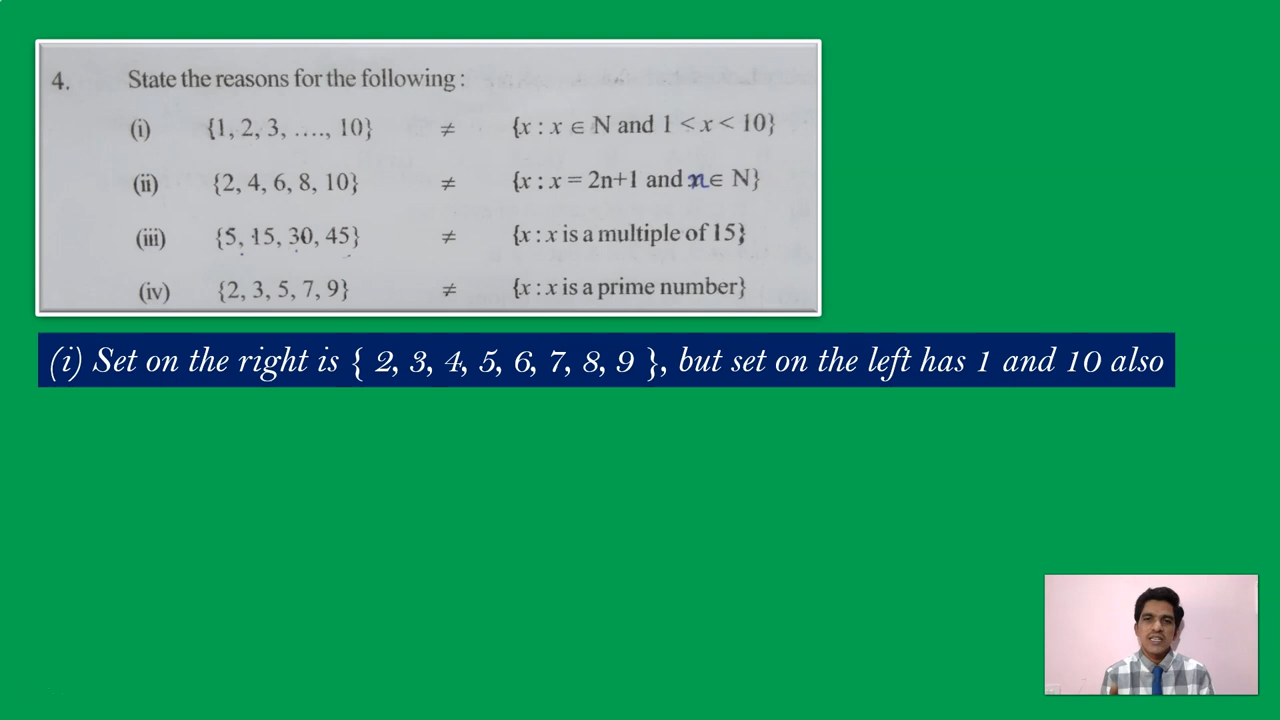 4. State the reasons for the following :
(i) {1, 2, 3, ...., 10} ≠ {x : x ∈ N and 1 < x < 10}
(ii) {2, 4, 6, 8, 10} ≠ {x : x = 2n+1 and n ∈ N}
(iii) {5, 15, 30, 45} ≠ {x : x is a multiple of 15}
(iv) {2, 3, 5, 7, 9} ≠ {x : x is a prime number}
(i) Set on the right is { 2, 3, 4, 5, 6, 7, 8, 9 }, but set on the left has 1 and 10 also